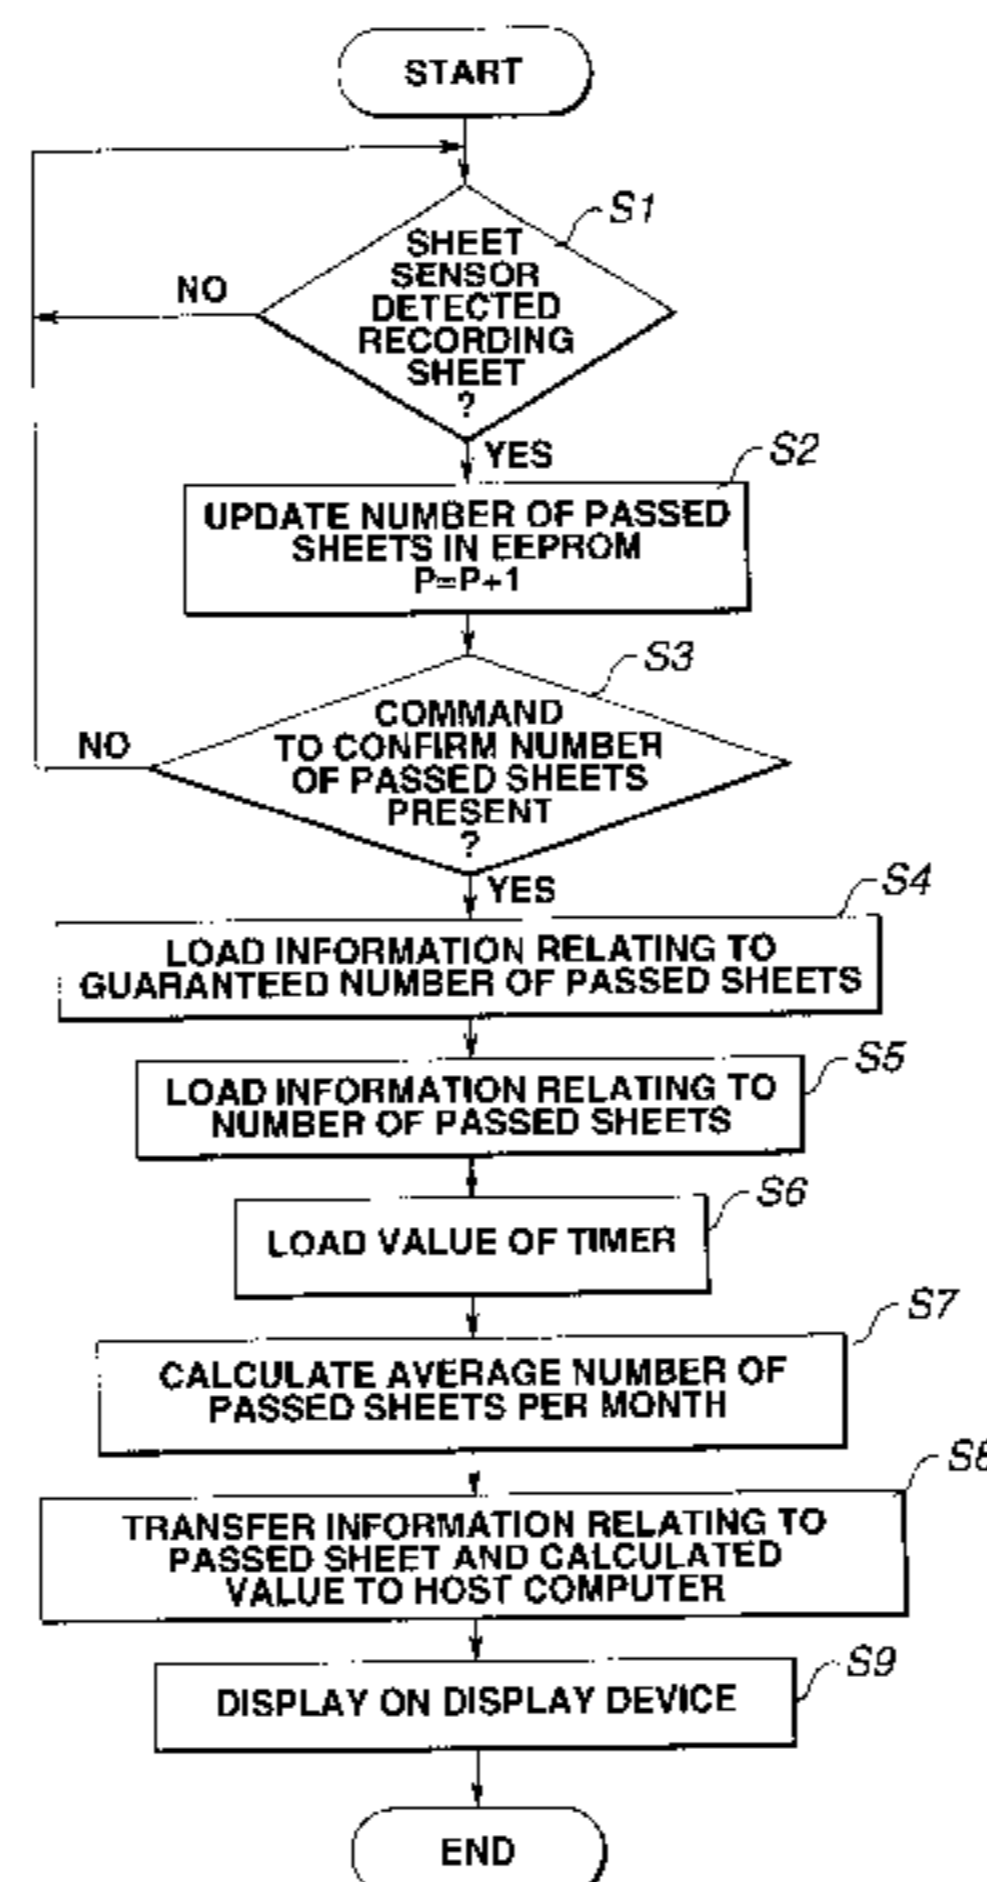 START
S1
SHEET
SENSOR
DETECTED
RECORDING
SHEET
?
NO
YES
S2
UPDATE NUMBER OF PASSED
SHEETS IN EEPROM
P=P+1
S3
COMMAND
TO CONFIRM NUMBER
OF PASSED SHEETS
PRESENT
?
NO
YES
S4
LOAD INFORMATION RELATING TO
GUARANTEED NUMBER OF PASSED SHEETS
S5
LOAD INFORMATION RELATING TO
NUMBER OF PASSED SHEETS
S6
LOAD VALUE OF TIMER
S7
CALCULATE AVERAGE NUMBER OF
PASSED SHEETS PER MONTH
S8
TRANSFER INFORMATION RELATING TO
PASSED SHEET AND CALCULATED
VALUE TO HOST COMPUTER
S9
DISPLAY ON DISPLAY DEVICE
END